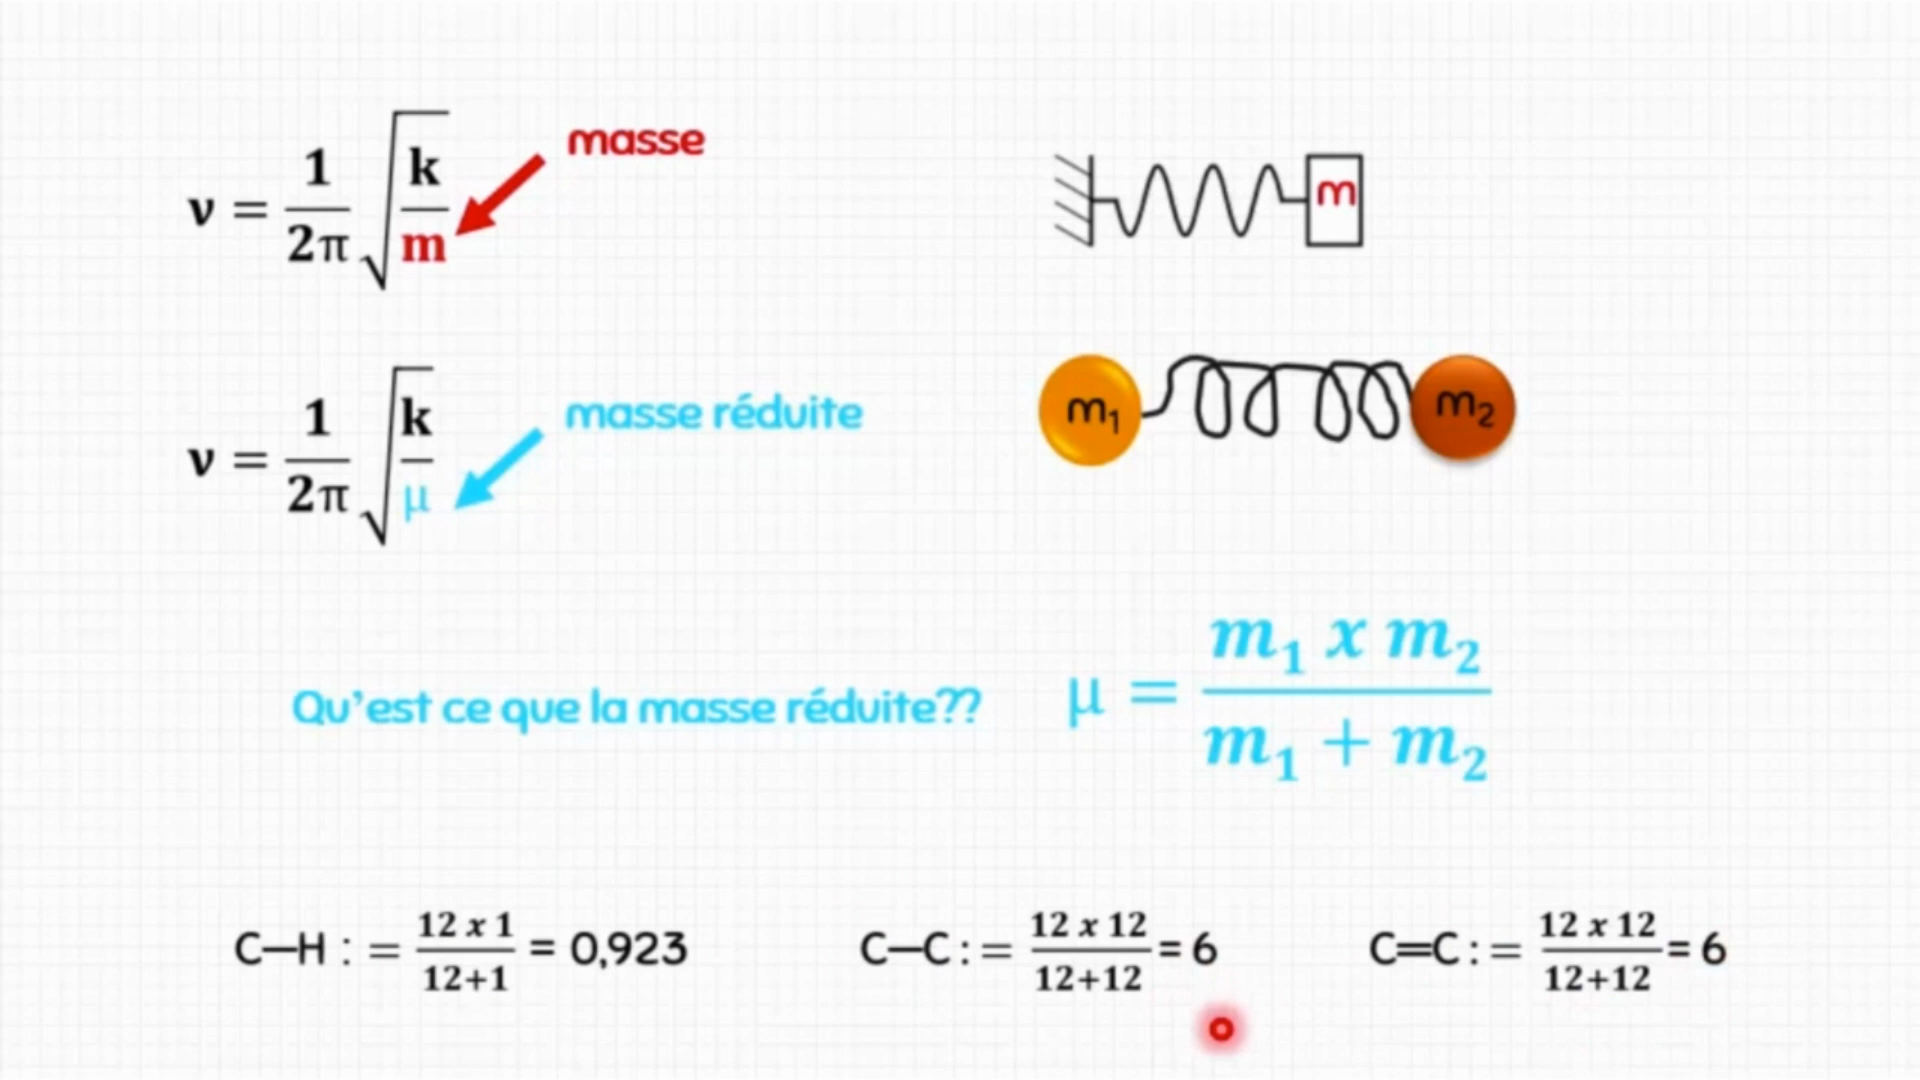 ν = 1/2π √k/m
masse
m
ν = 1/2π √k/μ
masse réduite
m₁
m₂
Qu’est ce que la masse réduite??
μ = m₁ x m₂ / m₁ + m₂
C—H : = 12 x 1 / 12+1 = 0,923
C—C : = 12 x 12 / 12+12 = 6
C=C : = 12 x 12 / 12+12 = 6